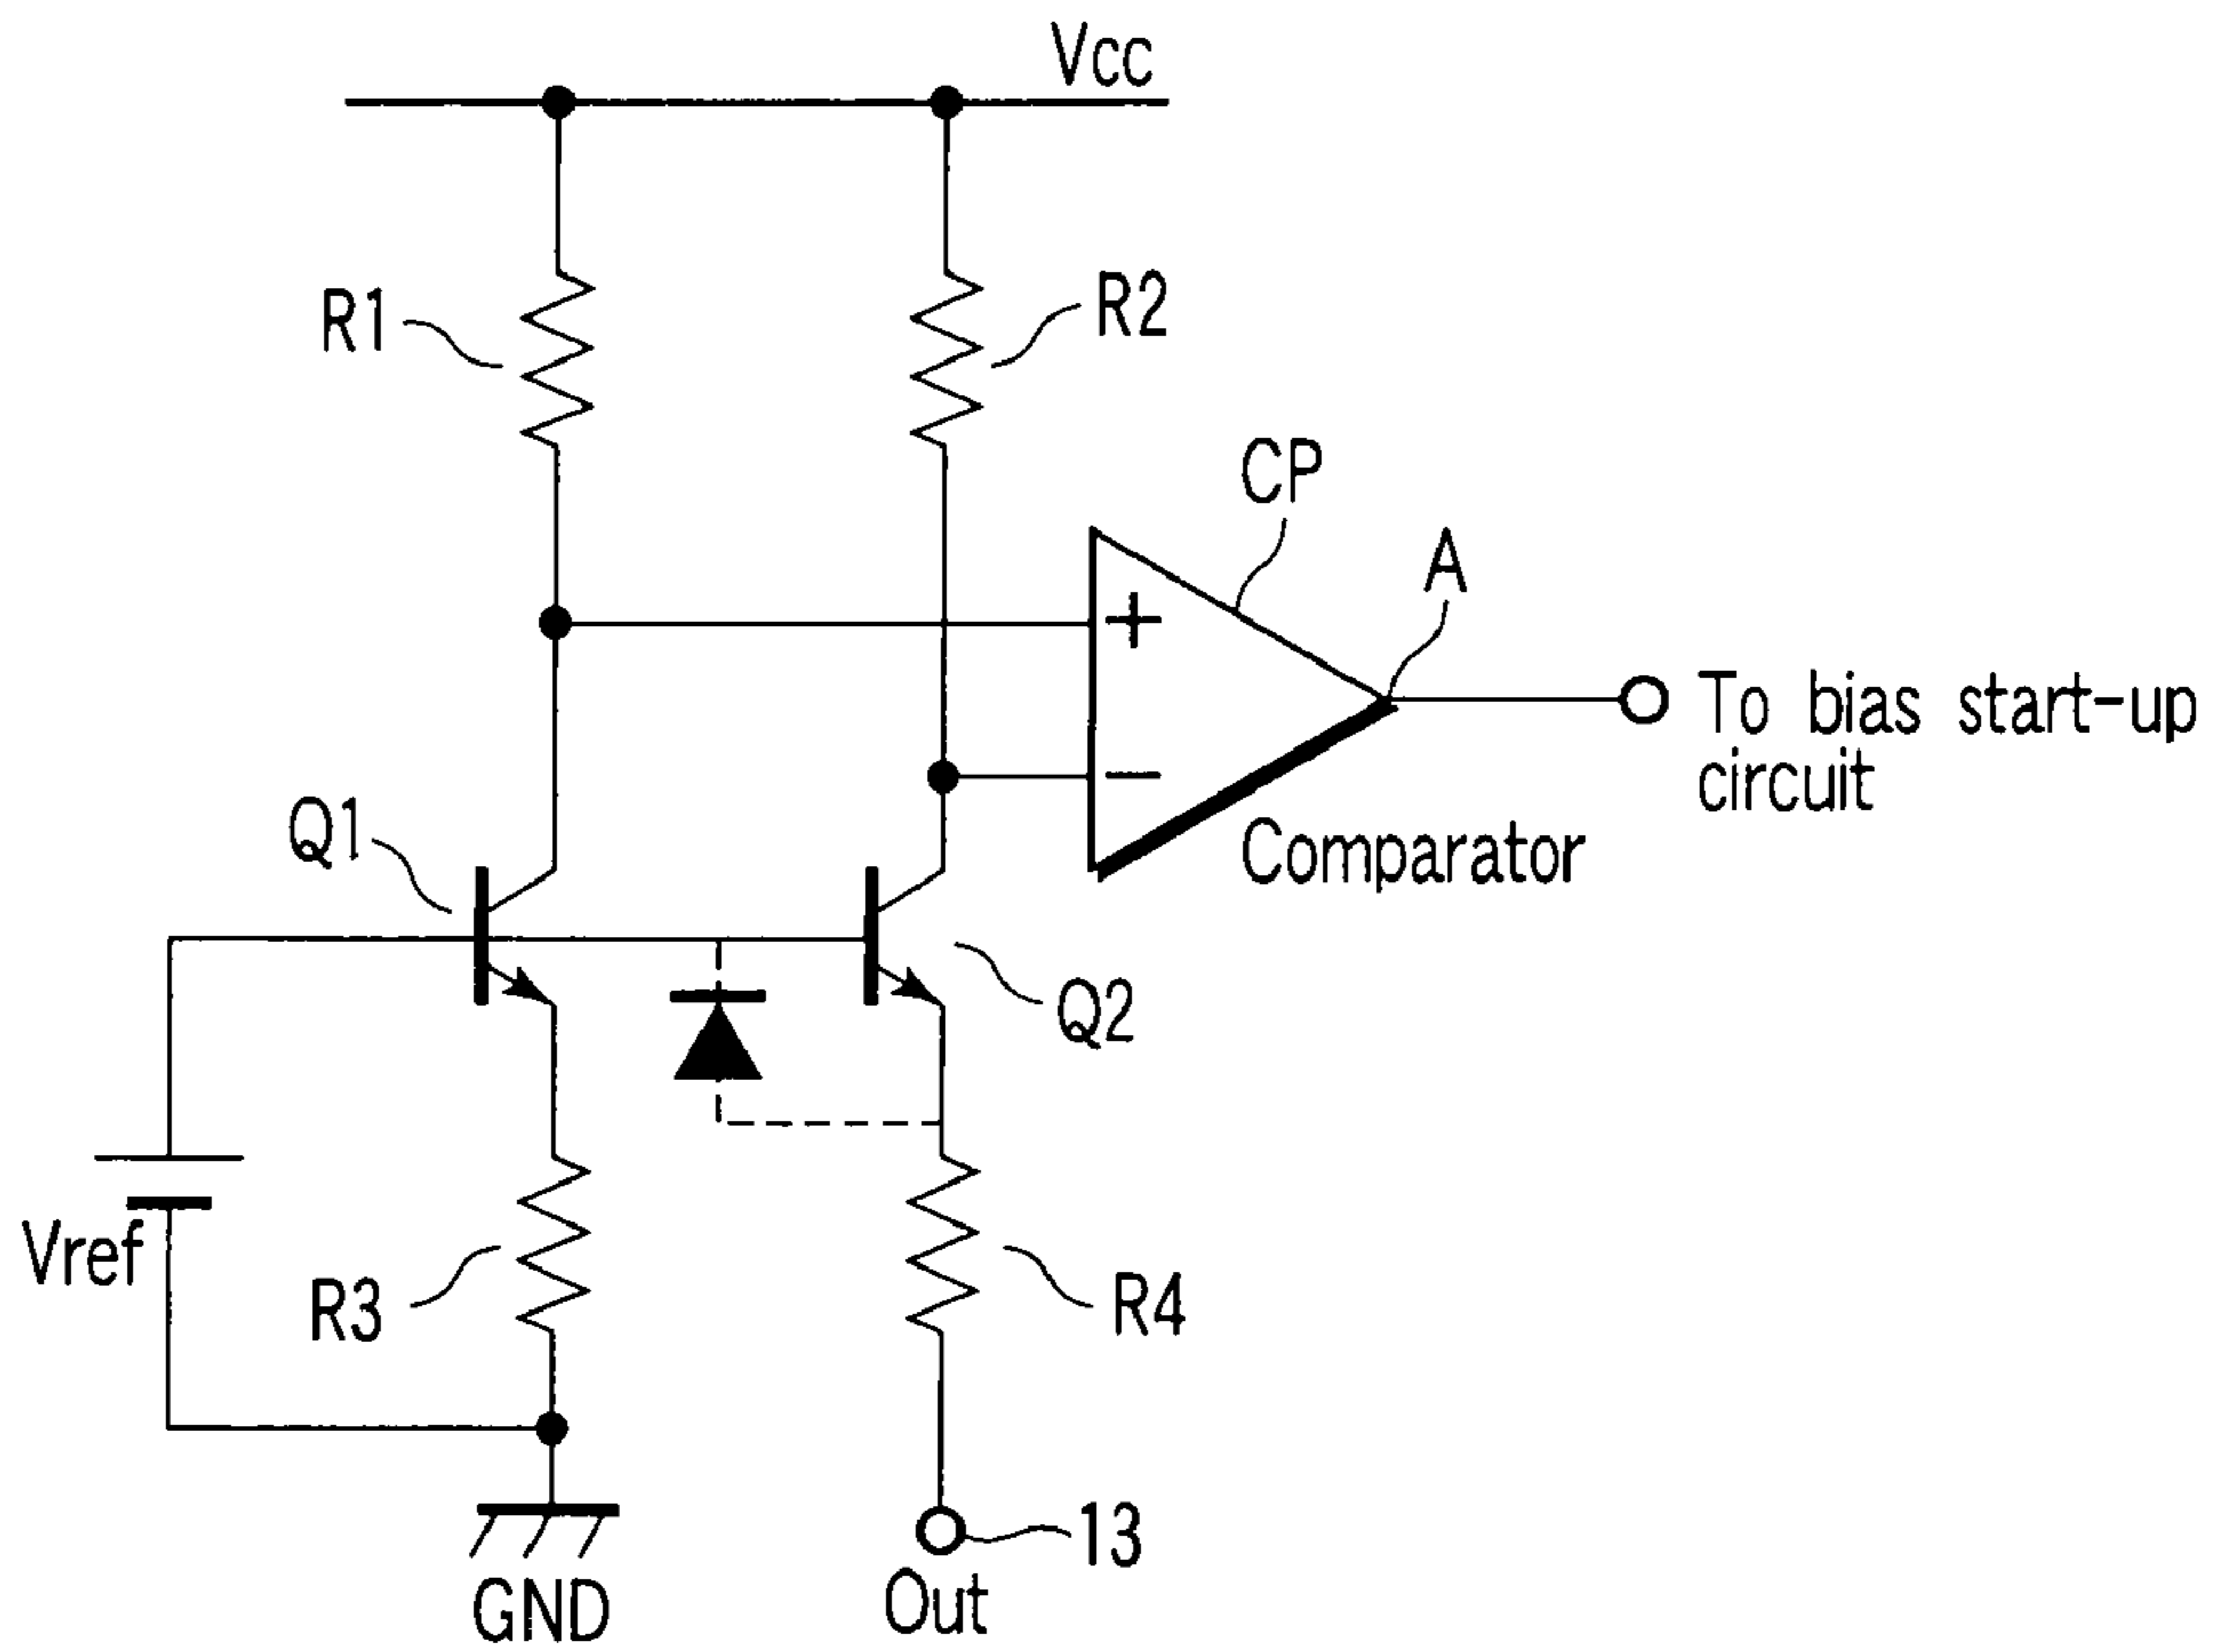 Vcc
R1
R2
CP
A
+
To bias start-up
circuit
−
Comparator
Q1
Q2
Vref
R3
R4
13
GND
Out